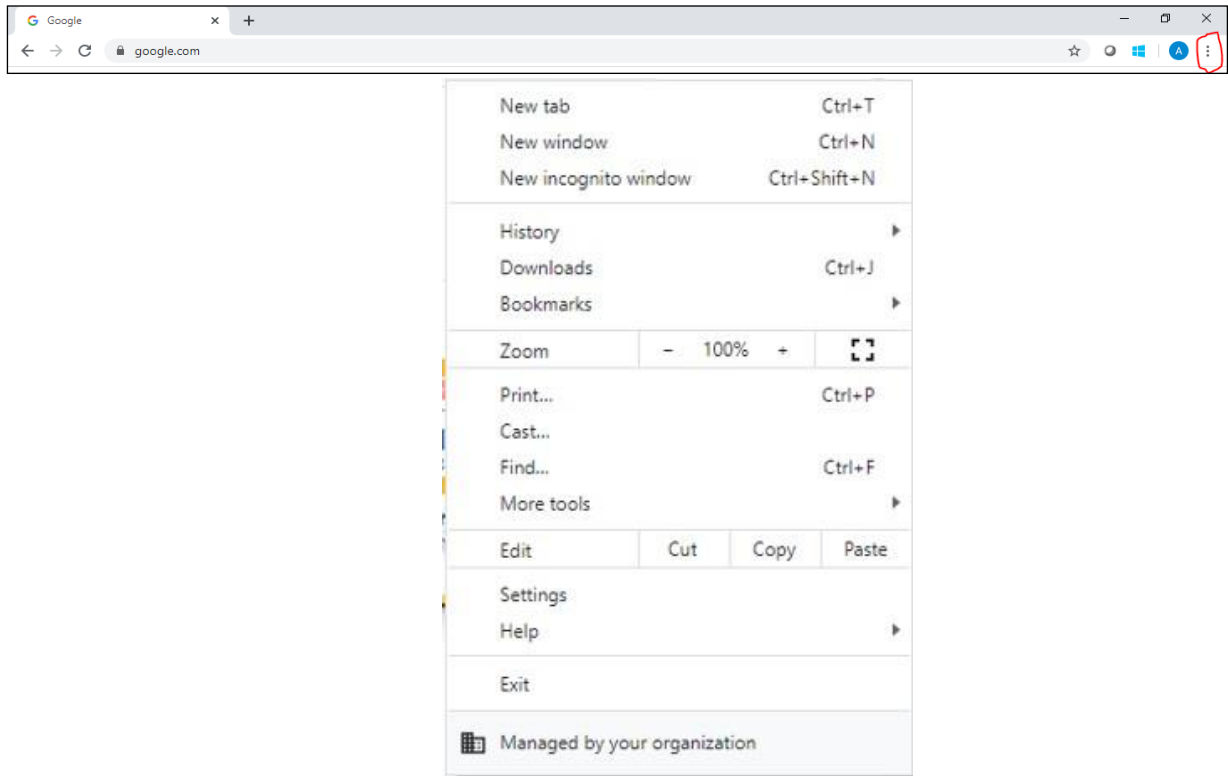 G Google
google.com
A
New tab Ctrl+T
New window Ctrl+N
New incognito window Ctrl+Shift+N
History
Downloads Ctrl+J
Bookmarks
Zoom - 100% +
Print... Ctrl+P
Cast...
Find... Ctrl+F
More tools
Edit Cut Copy Paste
Settings
Help
Exit
Managed by your organization